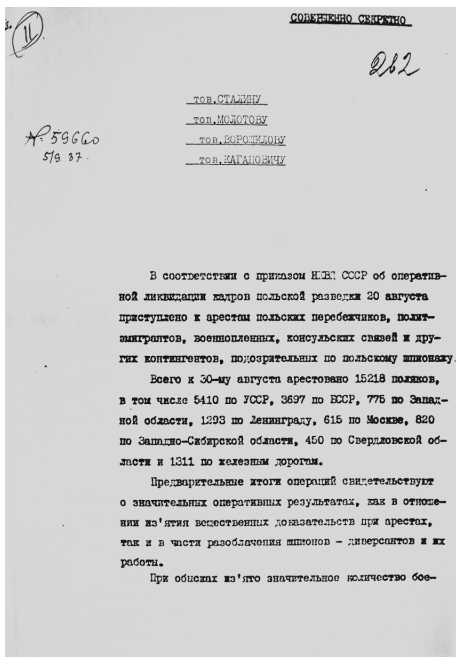 СОВЕРШЕННО СЕКРЕТНО
11
262
тов.СТАЛИНУ
тов.МОЛОТОВУ
№ 59660
5/9 37.
тов.ВОРОШИЛОВУ
тов.КАГАНОВИЧУ
В соответствии с приказом НКВД СССР об оператив-
ной ликвидации кадров польской разведки 20 августа
приступлено к арестам польских перебежчиков, полит-
эмигрантов, военнопленных, консульских связей и дру-
гих контингентов, подозрительных по польскому шпионажу.
Всего к 30-му августа арестовано 15218 поляков,
в том числе 5410 по УССР, 3697 по БССР, 775 по Запад-
ной области, 1293 по Ленинграду, 615 по Москве, 820
по Западно-Сибирской области, 450 по Свердловской об-
ласти и 1311 по железным дорогам.
Предварительные итоги операций свидетельствуют
о значительных оперативных результатах, как в отноше-
нии из'ятия вещественных доказательств при арестах,
так и в части разоблачения шпионов - диверсантов и их
работы.
При обысках из'ято значительное количество бое-